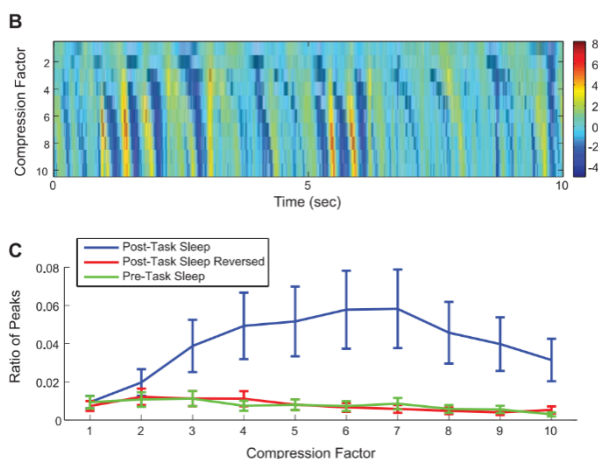 B
Compression Factor
2
4
6
8
10
0
5
10
Time (sec)
8
6
4
2
0
-2
-4
C
Post-Task Sleep
Post-Task Sleep Reversed
Pre-Task Sleep
Ratio of Peaks
0.08
0.06
0.04
0.02
0
1 2 3 4 5 6 7 8 9 10
Compression Factor